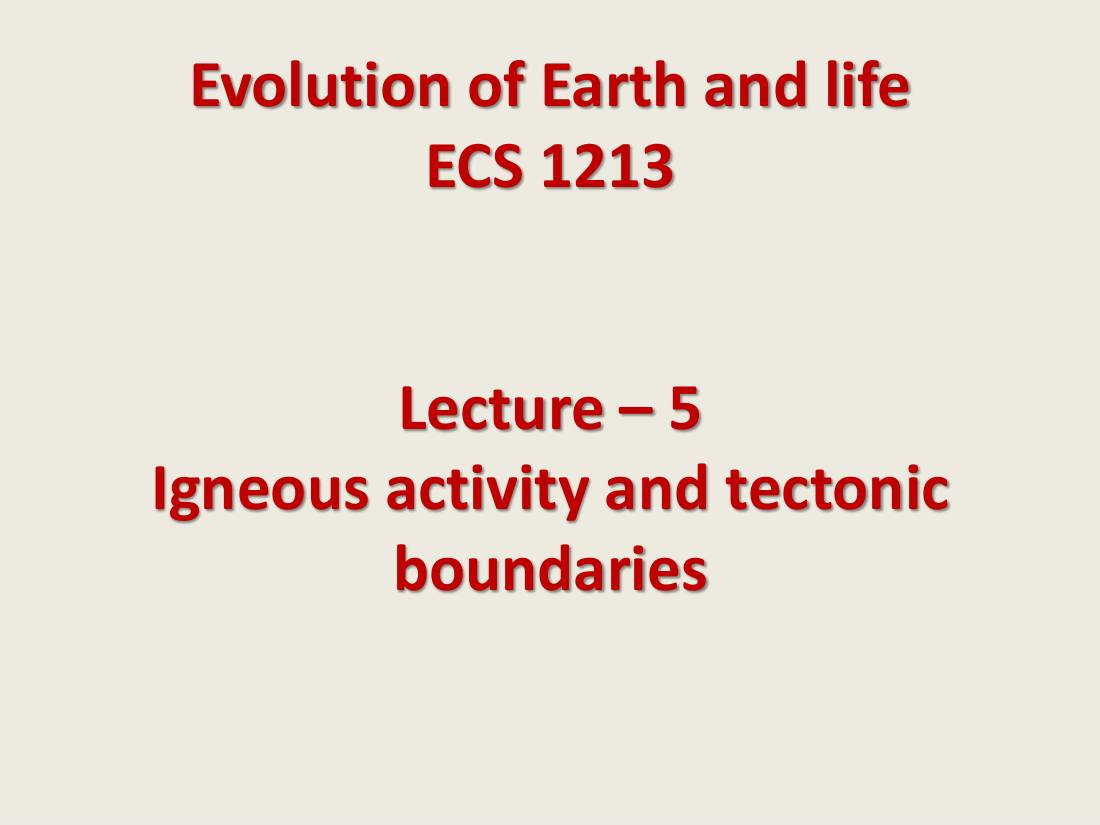 Evolution of Earth and life
ECS 1213
Lecture – 5
Igneous activity and tectonic
boundaries